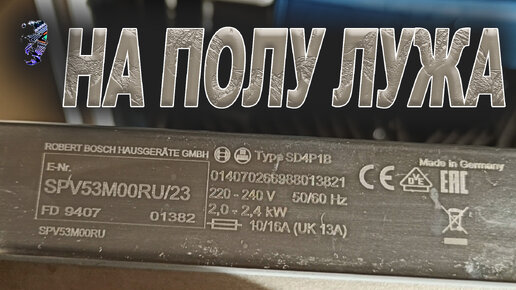 НА ПОЛУ ЛУЖА
ROBERT BOSCH HAUSGERÄTE GMBH
Type SD4P1B
Made in Germany
E-Nr.
SPV53M00RU/23
014070266988013821
220 - 240 V 50/60 Hz
2,0 - 2,4 kW
10/16A (UK 13A)
FD 9407 01382
SPV53M00RU
CE
EAC